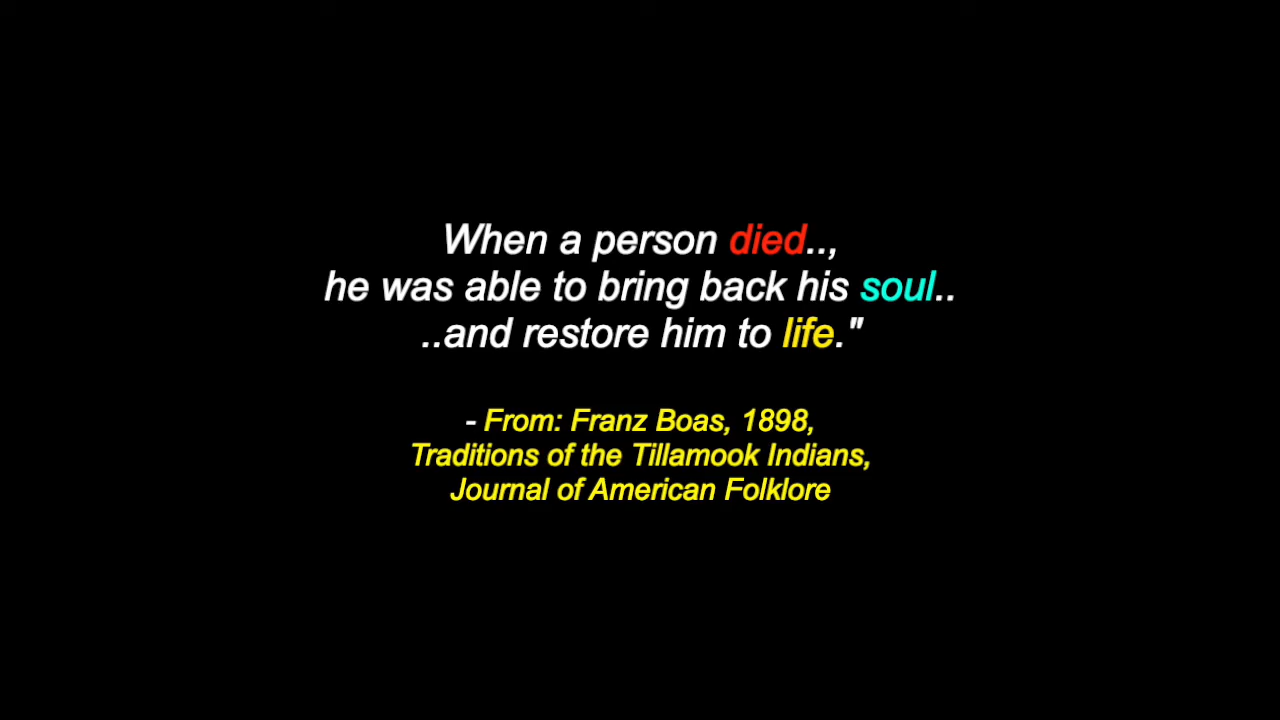 When a person died..,
he was able to bring back his soul..
..and restore him to life."
- From: Franz Boas, 1898,
Traditions of the Tillamook Indians,
Journal of American Folklore